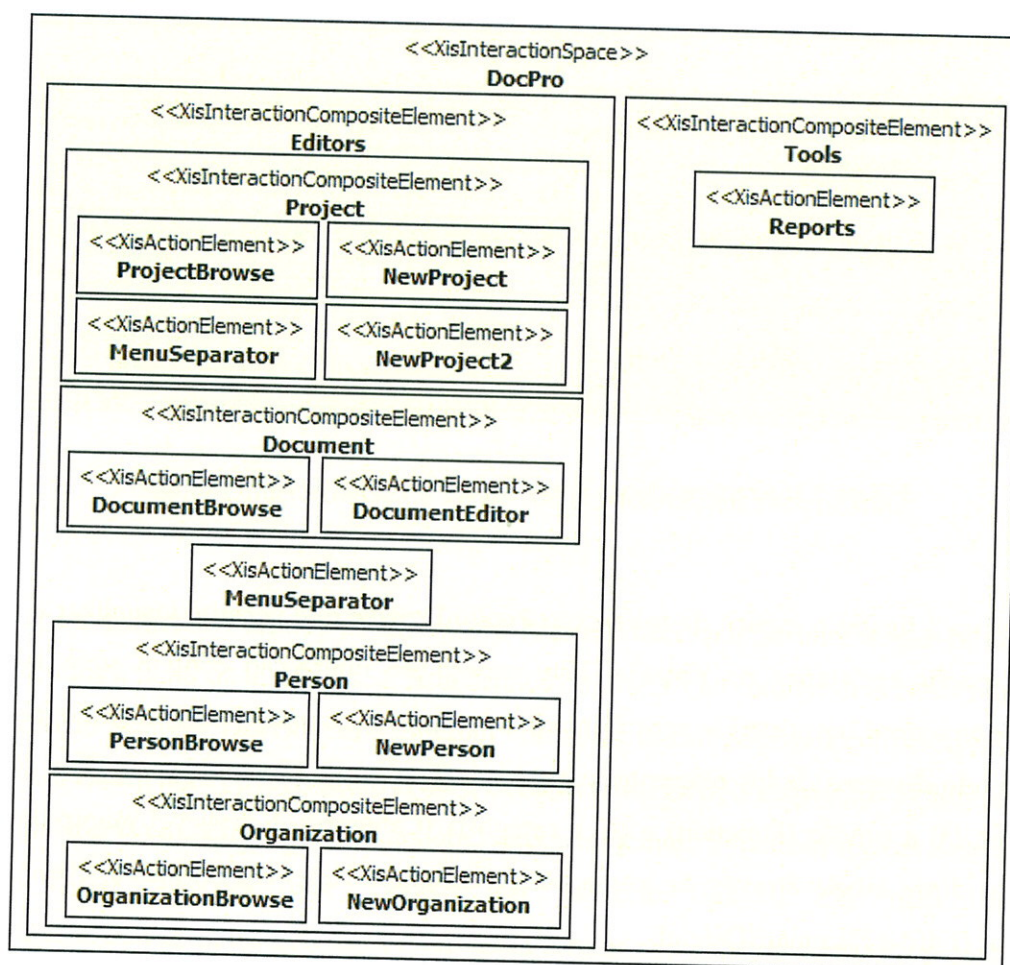 <<XisInteractionSpace>>
DocPro
<<XisInteractionCompositeElement>>
Editors
<<XisInteractionCompositeElement>>
Project
<<XisActionElement>>
ProjectBrowse
<<XisActionElement>>
NewProject
<<XisActionElement>>
MenuSeparator
<<XisActionElement>>
NewProject2
<<XisInteractionCompositeElement>>
Document
<<XisActionElement>>
DocumentBrowse
<<XisActionElement>>
DocumentEditor
<<XisActionElement>>
MenuSeparator
<<XisInteractionCompositeElement>>
Person
<<XisActionElement>>
PersonBrowse
<<XisActionElement>>
NewPerson
<<XisInteractionCompositeElement>>
Organization
<<XisActionElement>>
OrganizationBrowse
<<XisActionElement>>
NewOrganization
<<XisInteractionCompositeElement>>
Tools
<<XisActionElement>>
Reports